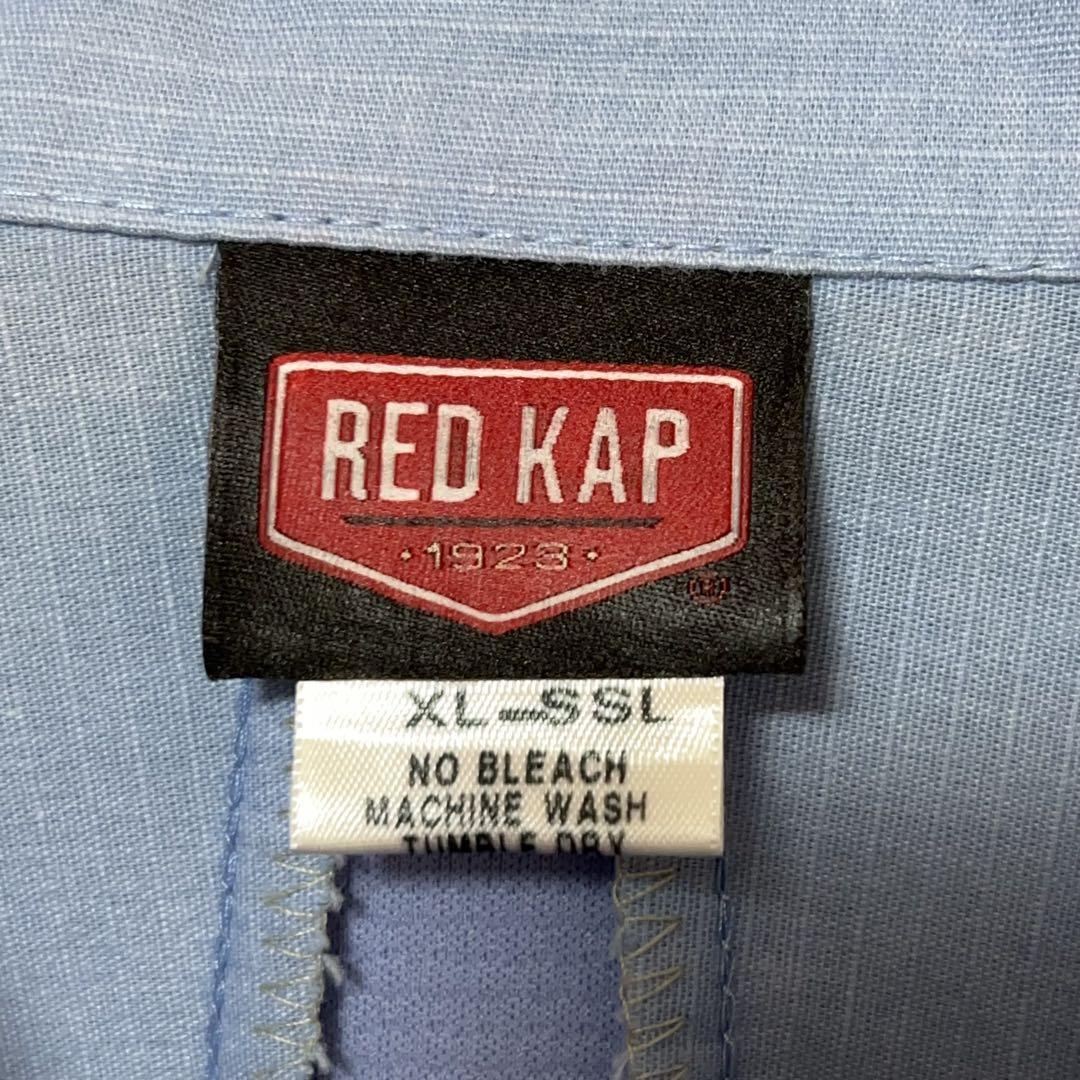 RED KAP
·1923·
®
XL-SSL
NO BLEACH
MACHINE WASH
TUMBLE DRY